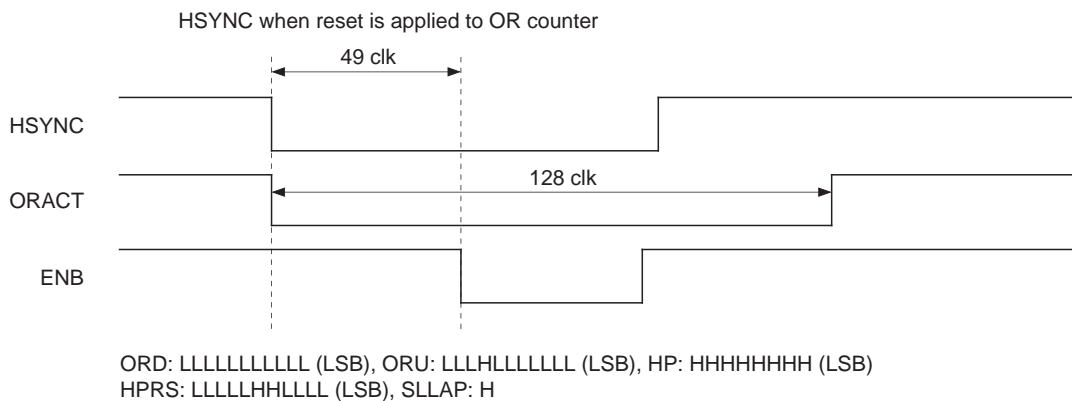 HSYNC when reset is applied to OR counter
49 clk
HSYNC
128 clk
ORACT
ENB
ORD: LLLLLLLLLLL (LSB), ORU: LLLHLLLLLLL (LSB), HP: HHHHHHHH (LSB)
HPRS: LLLLLHHLLLL (LSB), SLLAP: H